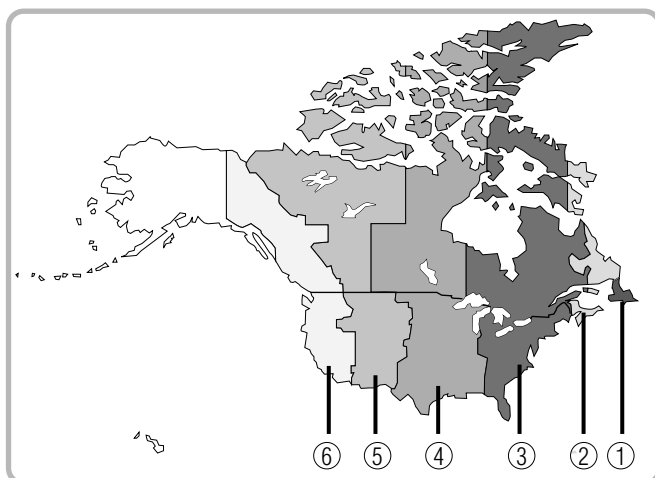 ⑥ ⑤ ④ ③ ② ①